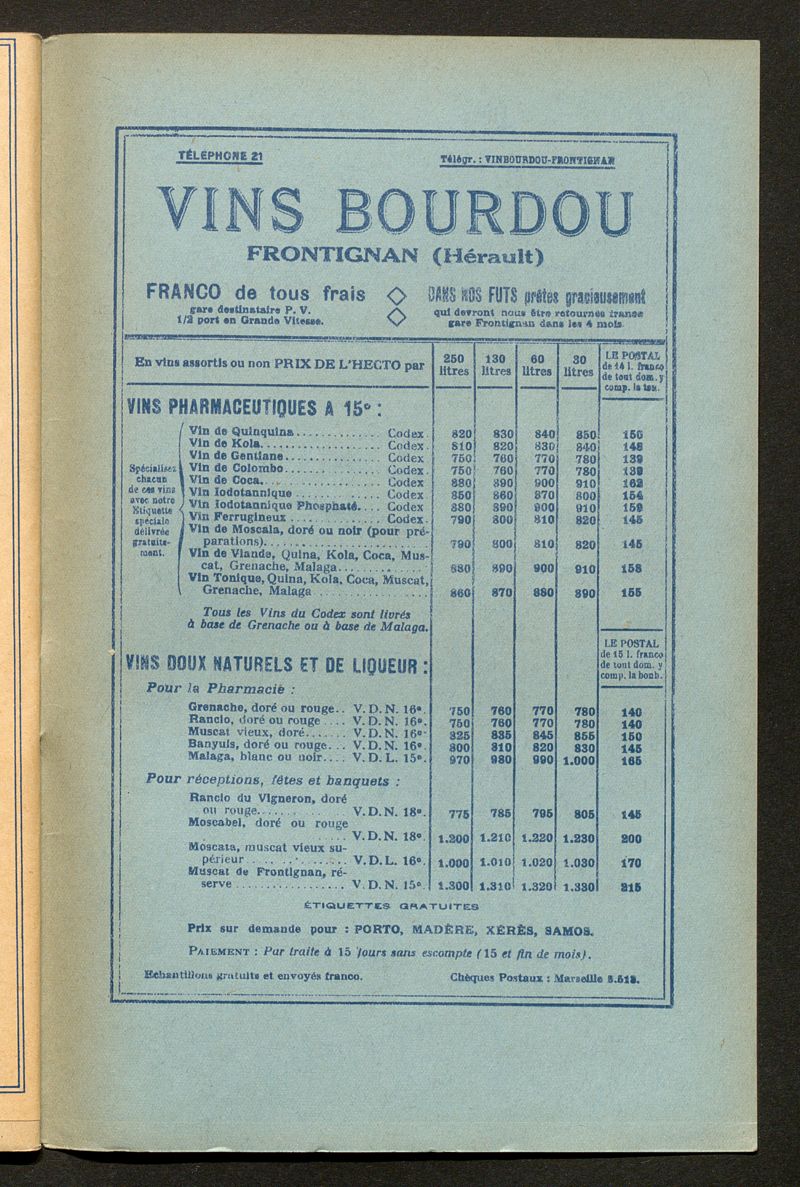 TÉLÉPHONE 21
Télégr. : VINBOURDOU-FRONTIGNAN
VINS BOURDOU
FRONTIGNAN (Hérault)
FRANCO de tous frais
gare destinataire P. V.
1/2 port en Grande Vitesse.
DANS NOS FUTS prêtés gracieusement
qui devront nous être retournés franco
gare Frontignan dans les 4 mois.
En vins assortis ou non PRIX DE L'HECTO par 250 litres 130 litres 60 litres 30 litres
LE POSTAL
de 14 l. franco
de tout dom. y
comp. la
VINS PHARMACEUTIQUES A 15° :
Spécialisez
chacun
de ces vins
avec notre
Etiquette
spéciale
délivrée
gratuite-
ment.
Vin de Quinquina.............. Codex. 820 830 840 850 150
Vin de Kola.................... Codex. 810 820 830 840 148
Vin de Gentiane................ Codex. 750 760 770 780 139
Vin de Colombo................ Codex. 750 760 770 780 139
Vin de Coca.................... Codex. 880 890 900 910 162
Vin Iodotannique.............. Codex. 850 860 870 800 154
Vin Iodotannique Phosphaté.... Codex. 880 890 900 910 159
Vin Ferrugineux................ Codex. 790 800 810 820 145
Vin de Moscala, doré ou noir (pour pré-
parations)........................ 790 800 810 820 145
Vin de Viande, Quina, Kola, Coca, Mus-
cat, Grenache, Malaga.............. 880 890 900 910 158
Vin Tonique, Quina, Kola, Coca, Muscat,
Grenache, Malaga .................. 860 870 880 890 155
Tous les Vins du Codex sont livrés
à base de Grenache ou à base de Malaga.
LE POSTAL
de 15 l. franco
de tout dom. y
comp. la bonb.
VINS DOUX NATURELS ET DE LIQUEUR :
Pour la Pharmacie :
Grenache, doré ou rouge.. V. D. N. 16°. 750 760 770 780 140
Rancio, doré ou rouge .... V. D. N. 16°. 750 760 770 780 140
Muscat vieux, doré....... V. D. N. 16°. 825 835 845 855 150
Banyuls, doré ou rouge... V. D. N. 16°. 800 810 820 830 145
Malaga, blanc ou noir.... V. D. L. 15°. 970 980 990 1.000 165
Pour réceptions, fêtes et banquets :
Rancio du Vigneron, doré
ou rouge.............. V.D.N. 18°. 775 785 795 805 145
Moscabel, doré ou rouge
..... V.D.N. 18°. 1.200 1.210 1.220 1.230 200
Moscata, muscat vieux su-
périeur ................ V.D.L. 16°. 1.000 1.010 1.020 1.030 170
Muscat de Frontignan, ré-
serve .................. V. D. N. 15°. 1.300 1.310 1.320 1.330 215
ÉTIQUETTES GRATUITES
Prix sur demande pour : PORTO, MADÈRE, XÉRÈS, SAMOS.
PAIEMENT : Par traite à 15 jours sans escompte (15 et fin de mois).
Echantillons gratuits et envoyés franco.
Chèques Postaux : Marseille